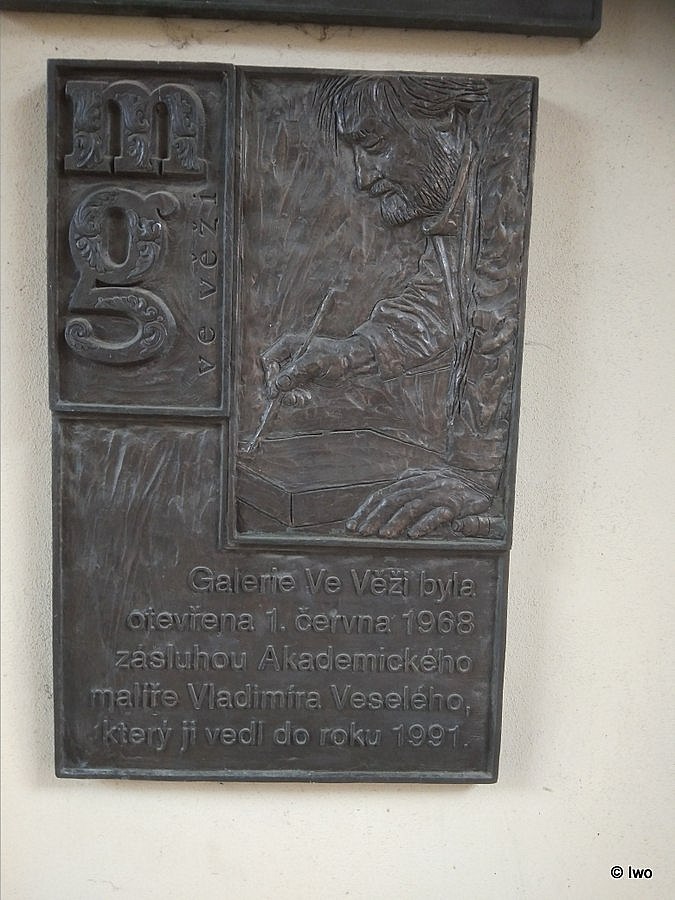 mg
ve věži
Galerie Ve Věži byla
otevřena 1. června 1968
zásluhou Akademického
malíře Vladimíra Veselého,
který ji vedl do roku 1991.
© Iwo